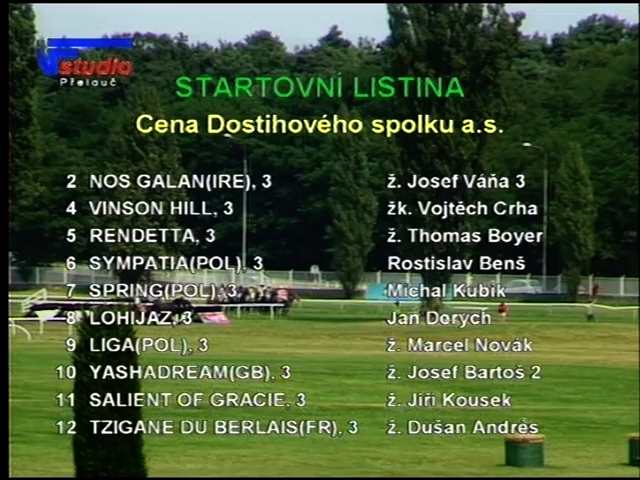 VF studio
Přelauč
STARTOVNÍ LISTINA
Cena Dostihového spolku a.s.
2 NOS GALAN(IRE), 3 ž. Josef Váňa 3
4 VINSON HILL, 3 žk. Vojtěch Crha
5 RENDETTA, 3 ž. Thomas Boyer
6 SYMPATIA(POL), 3 Rostislav Benš
7 SPRING(POL), 3 Michal Kubík
8 LOHIJAZ, 3 Jan Derych
9 LIGA(POL), 3 ž. Marcel Novák
10 YASHADREAM(GB), 3 ž. Josef Bartoš 2
11 SALIENT OF GRACIE, 3 ž. Jiří Kousek
12 TZIGANE DU BERLAIS(FR), 3 ž. Dušan Andrés